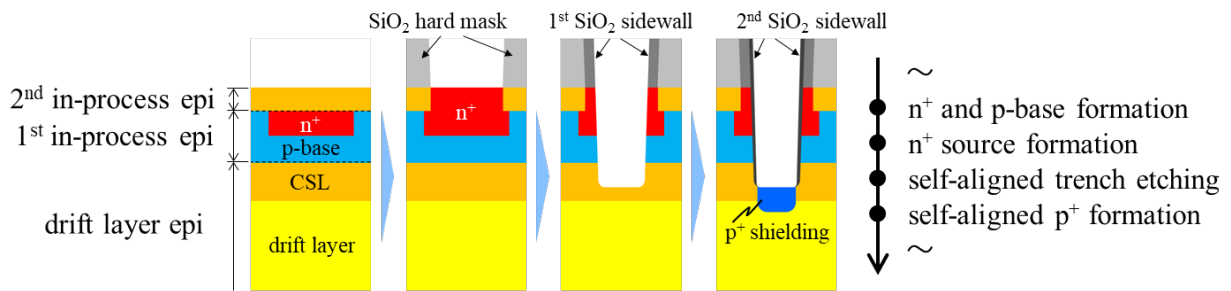 SiO₂ hard mask
1st SiO₂ sidewall
2nd SiO₂ sidewall
2nd in-process epi
1st in-process epi
drift layer epi
n⁺
p-base
CSL
drift layer
n⁺
p⁺ shielding
～
n⁺ and p-base formation
n⁺ source formation
self-aligned trench etching
self-aligned p⁺ formation
～